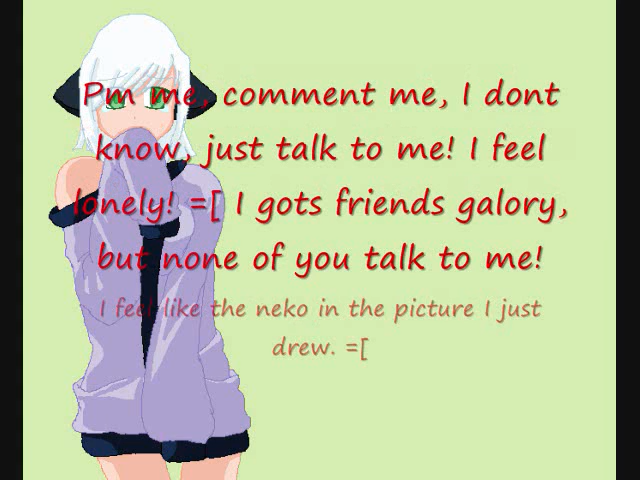 Pm me, comment me, I dont
know, just talk to me! I feel
lonely! =[ I gots friends galory,
but none of you talk to me!
I feel like the neko in the picture I just
drew. =[